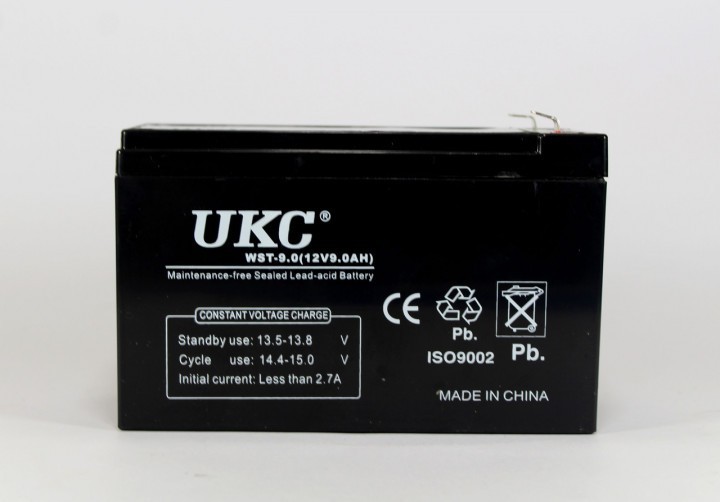 UKC®
WST-9.0(12V9.0AH)
Maintenance-free Sealed Lead-acid Battery
CONSTANT VOLTAGE CHARGE
Standby use: 13.5-13.8 V
Cycle use: 14.4-15.0 V
Initial current: Less than 2.7A
CE
Pb.
Pb.
ISO9002
MADE IN CHINA